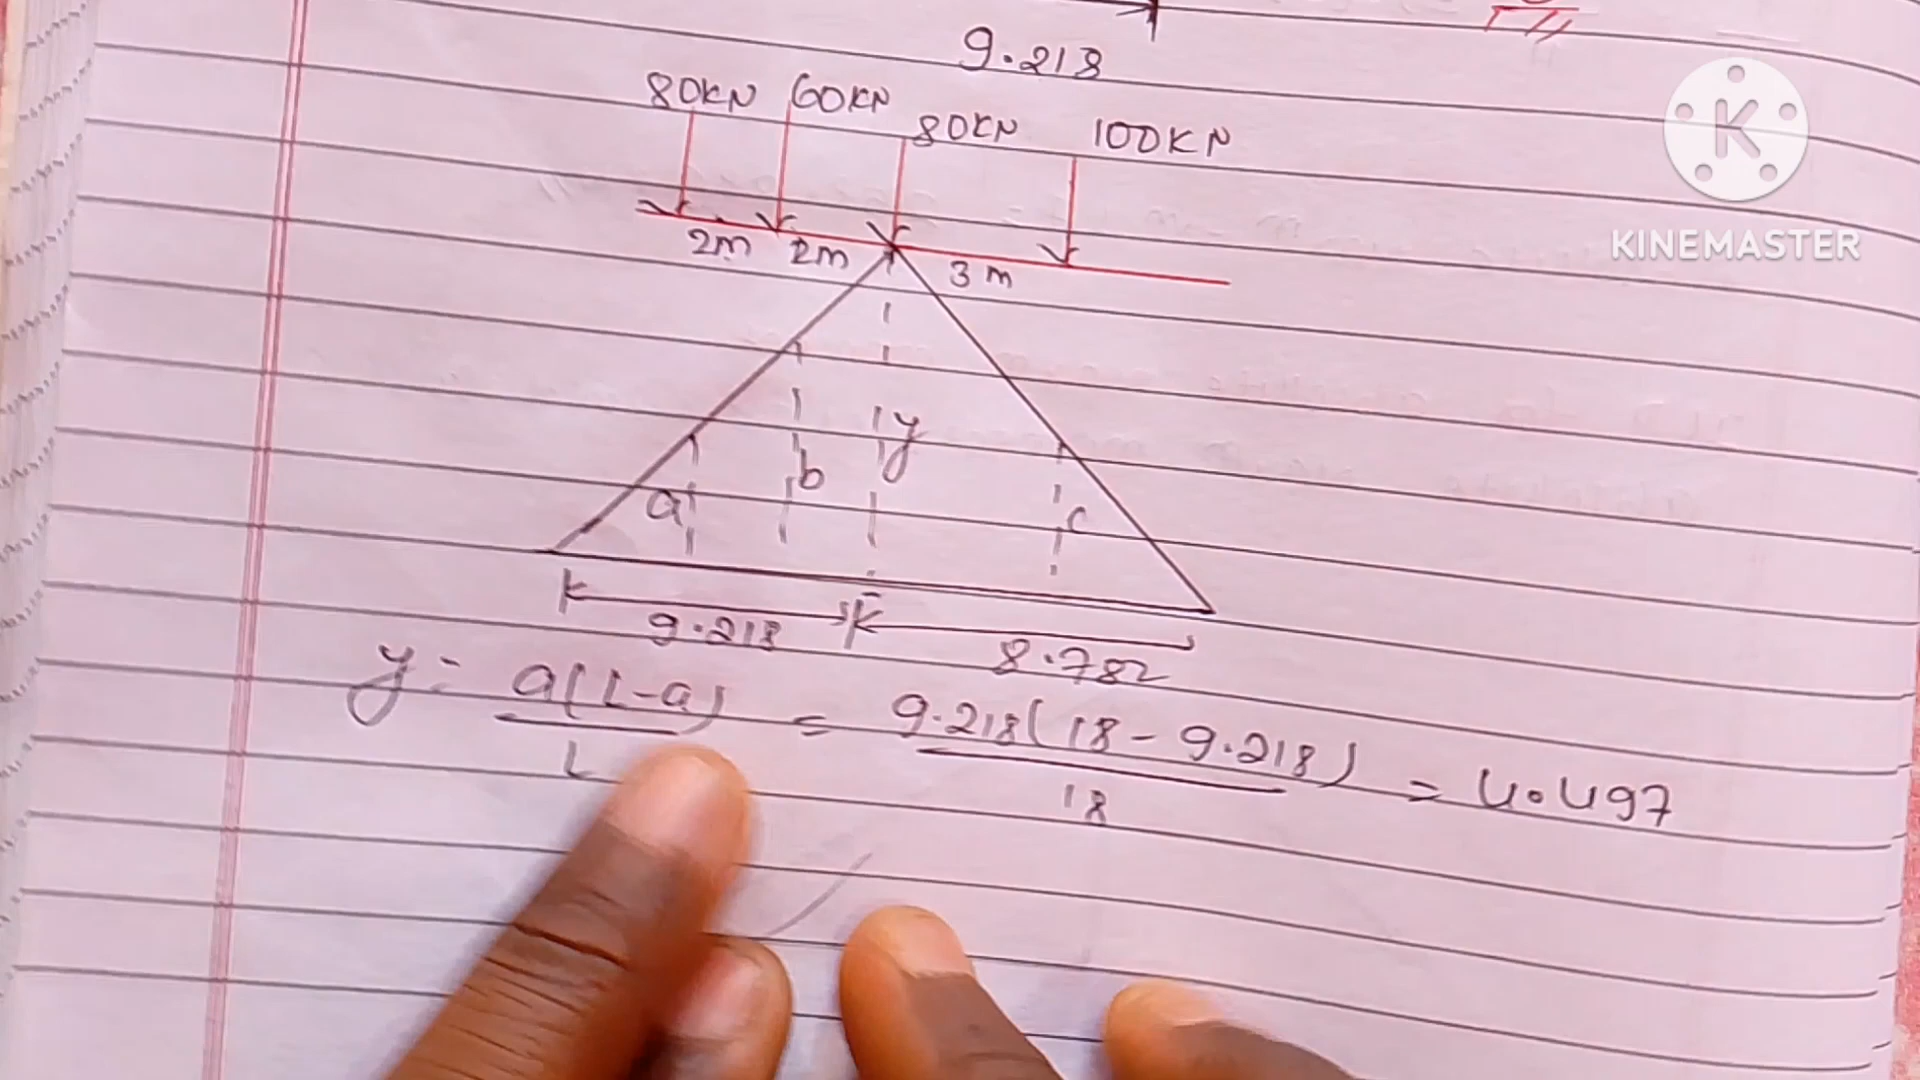 9.218
80KN 60KN 80KN 100KN
2m 2m 3m
y
b
a c
9.218 8.782
y = a(L-a) / L = 9.218(18 - 9.218) / 18 = 4.497
K
KINEMASTER